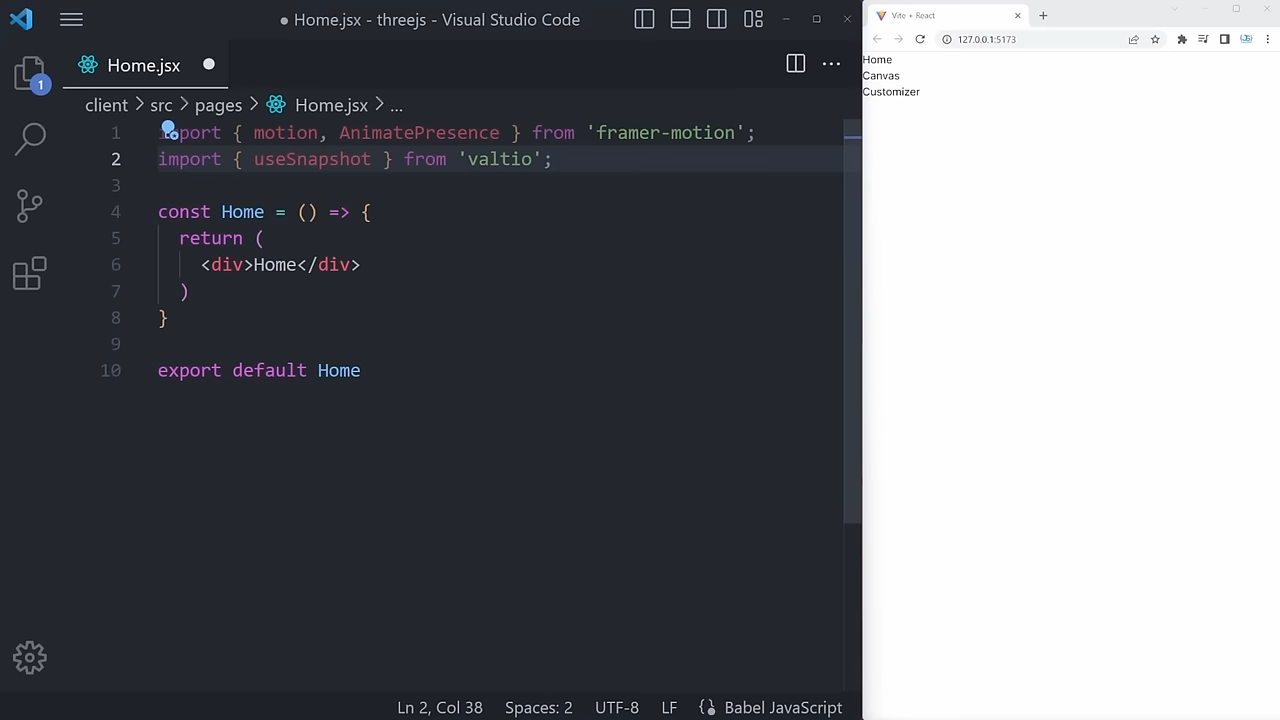 ● Home.jsx - threejs - Visual Studio Code
1
Home.jsx
client > src > pages > Home.jsx > ...
1 import { motion, AnimatePresence } from 'framer-motion';
2 import { useSnapshot } from 'valtio';
3
4 const Home = () => {
5 return (
6 <div>Home</div>
7 )
8 }
9
10 export default Home
Ln 2, Col 38 Spaces: 2 UTF-8 LF Babel JavaScript
Vite + React
127.0.0.1:5173
Home
Canvas
Customizer